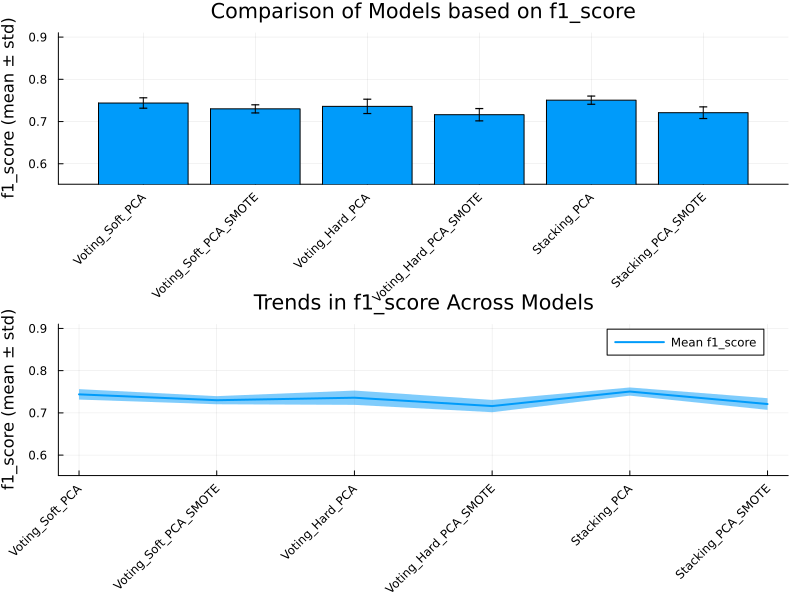 Comparison of Models based on f1_score
f1_score (mean ± std)
0.9
0.8
0.7
0.6
Voting_Soft_PCA
Voting_Soft_PCA_SMOTE
Voting_Hard_PCA
Voting_Hard_PCA_SMOTE
Stacking_PCA
Stacking_PCA_SMOTE
Trends in f1_score Across Models
f1_score (mean ± std)
0.9
0.8
0.7
0.6
Mean f1_score
Voting_Soft_PCA
Voting_Soft_PCA_SMOTE
Voting_Hard_PCA
Voting_Hard_PCA_SMOTE
Stacking_PCA
Stacking_PCA_SMOTE